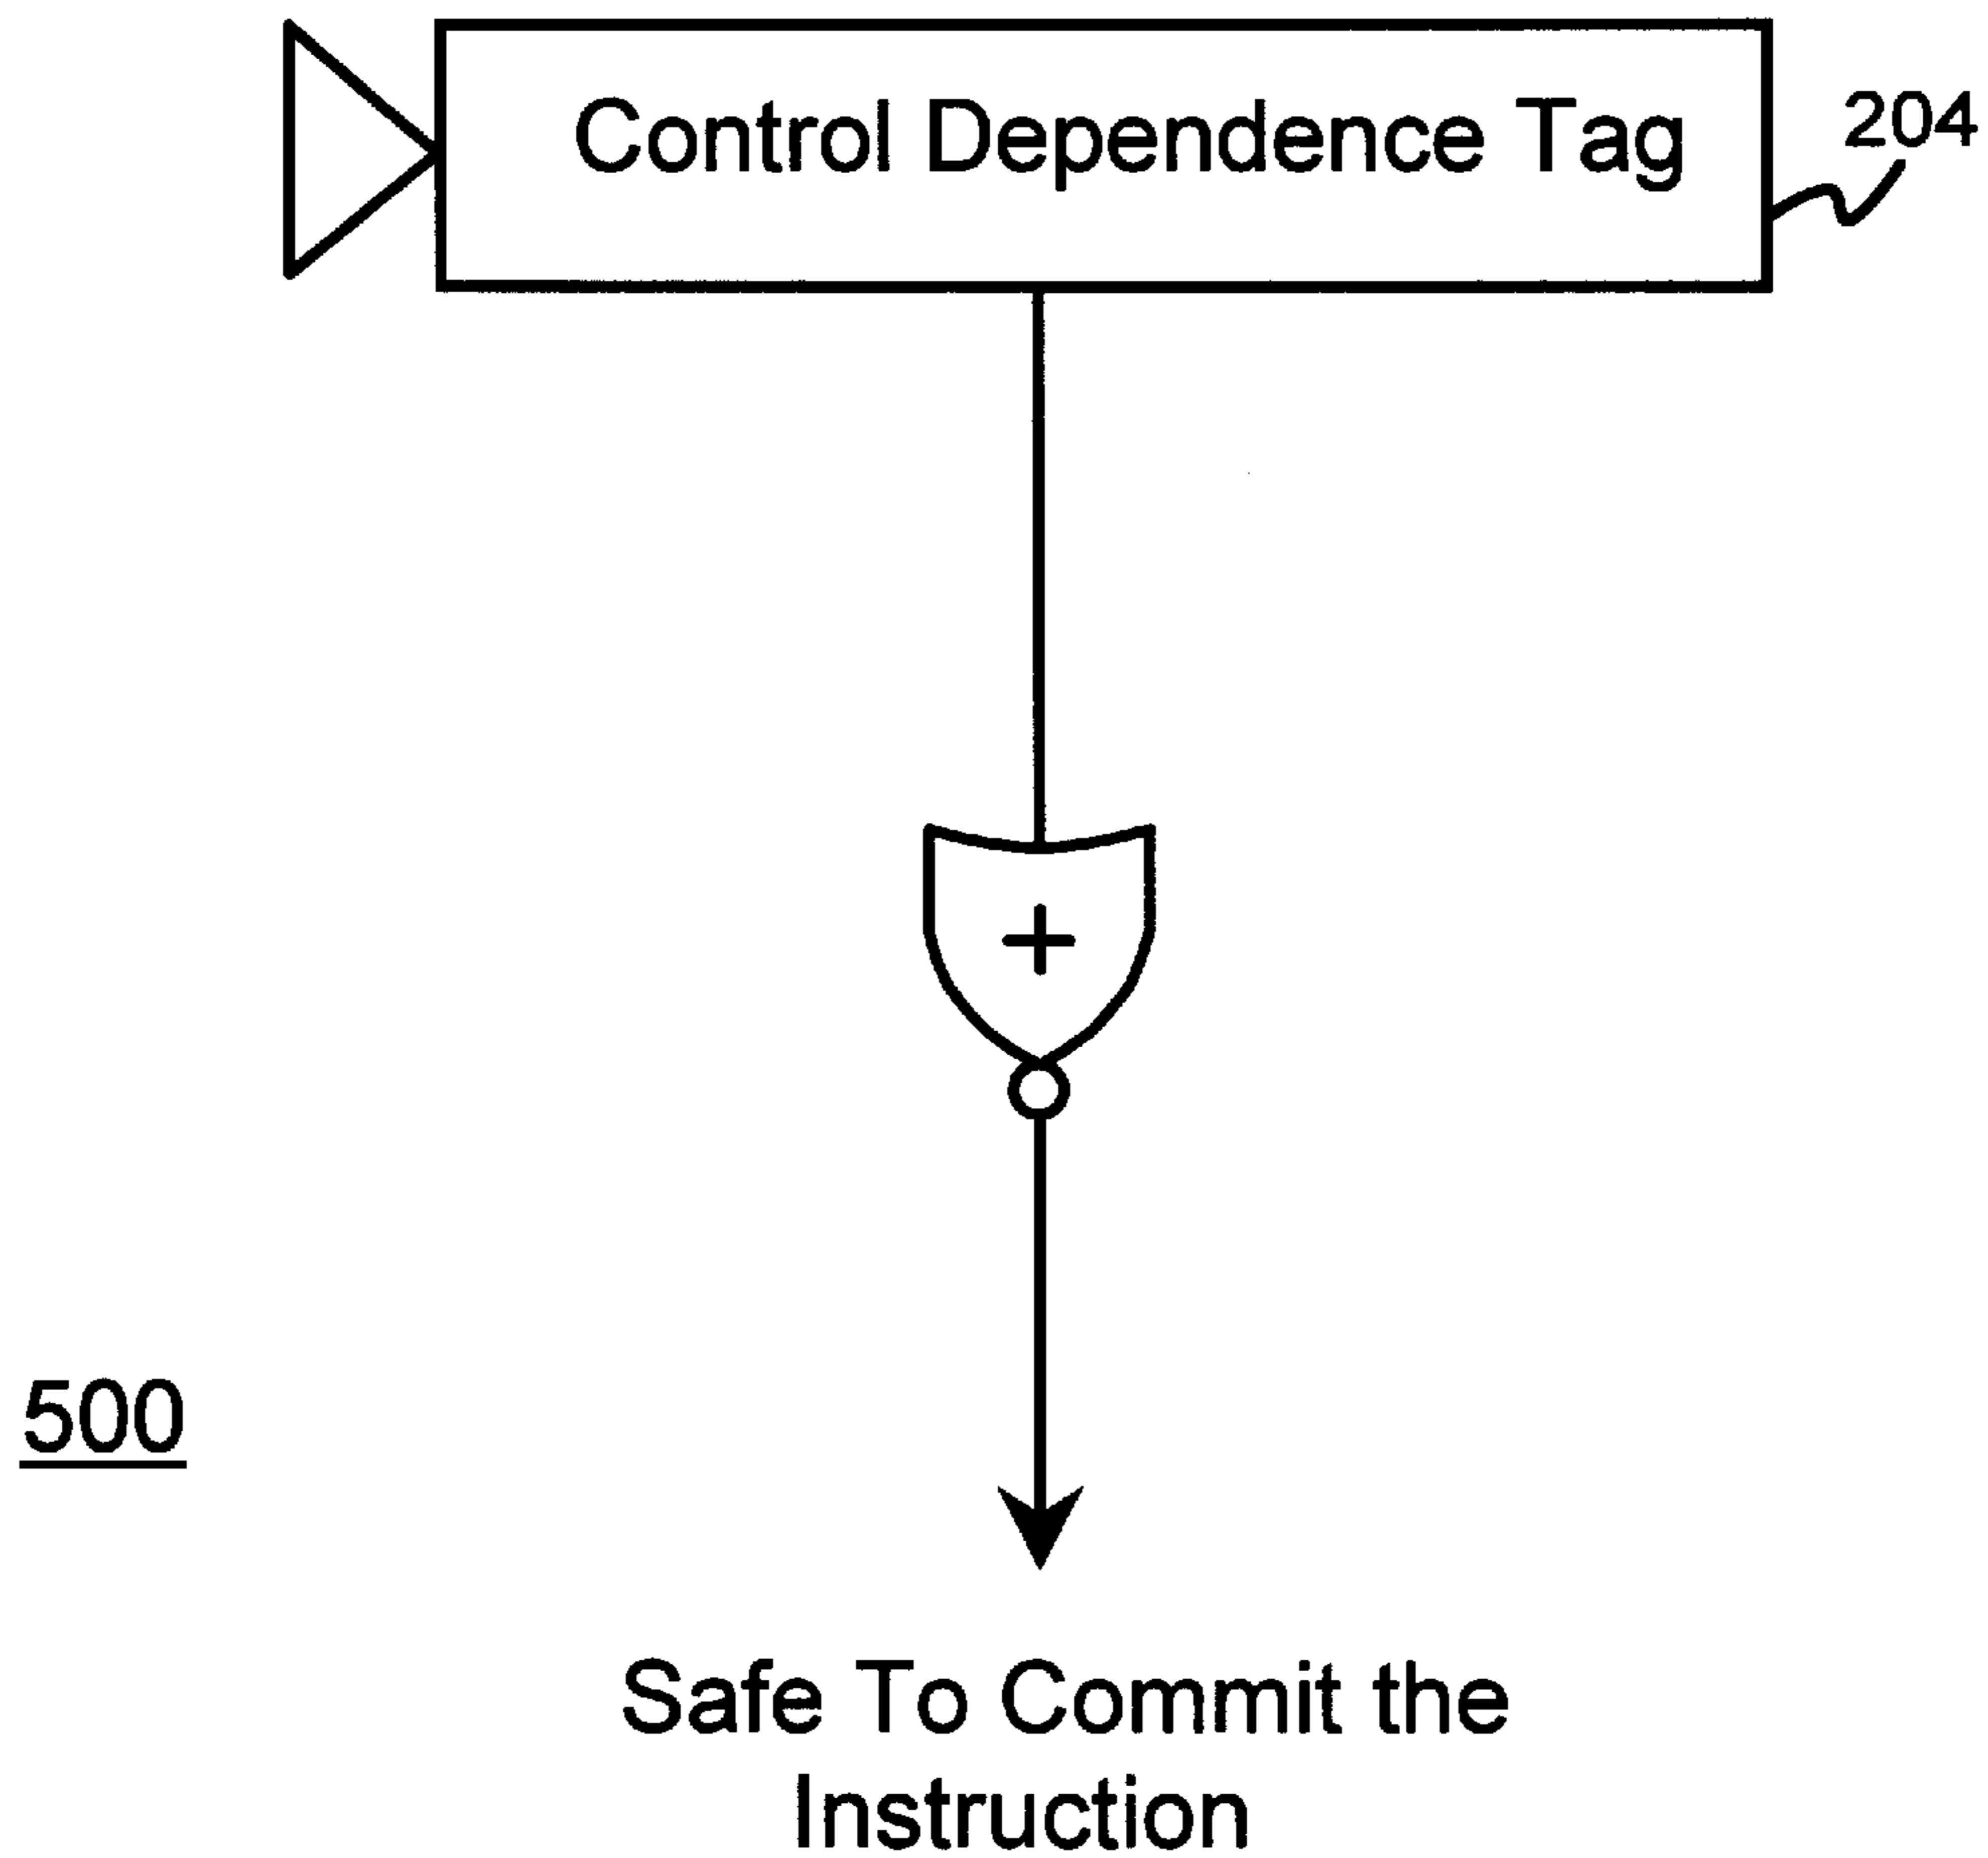 Control Dependence Tag
204
+
500
Safe To Commit the
Instruction